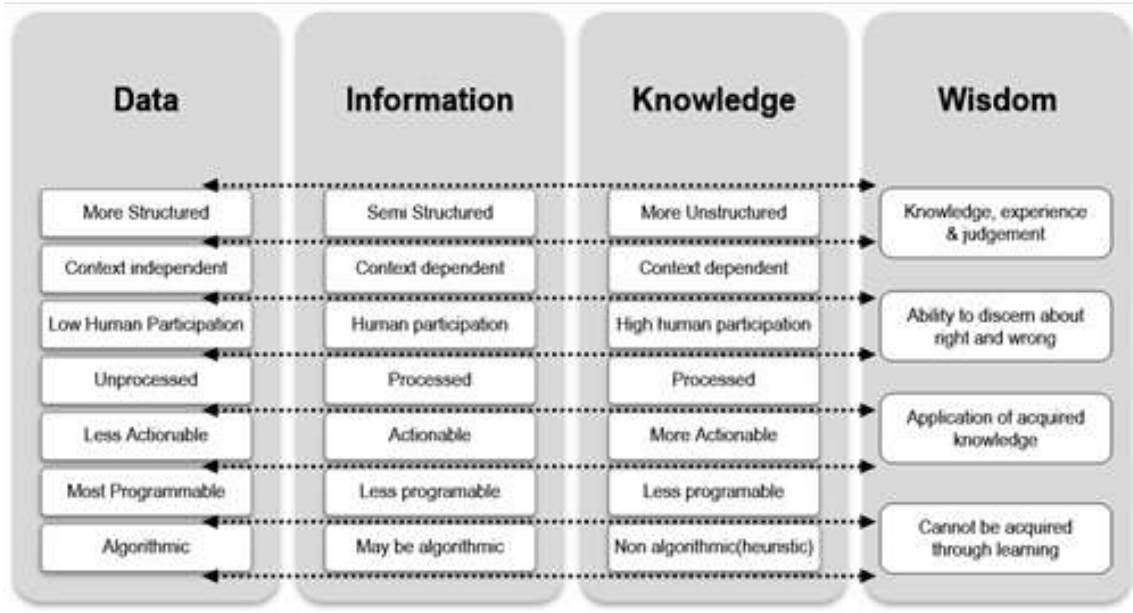 Data
Information
Knowledge
Wisdom
More Structured
Semi Structured
More Unstructured
Knowledge, experience
& judgement
Context independent
Context dependent
Context dependent
Low Human Participation
Human participation
High human participation
Ability to discern about
right and wrong
Unprocessed
Processed
Processed
Less Actionable
Actionable
More Actionable
Application of acquired
knowledge
Most Programmable
Less programable
Less programable
Algorithmic
May be algorithmic
Non algorithmic(heuristic)
Cannot be acquired
through learning